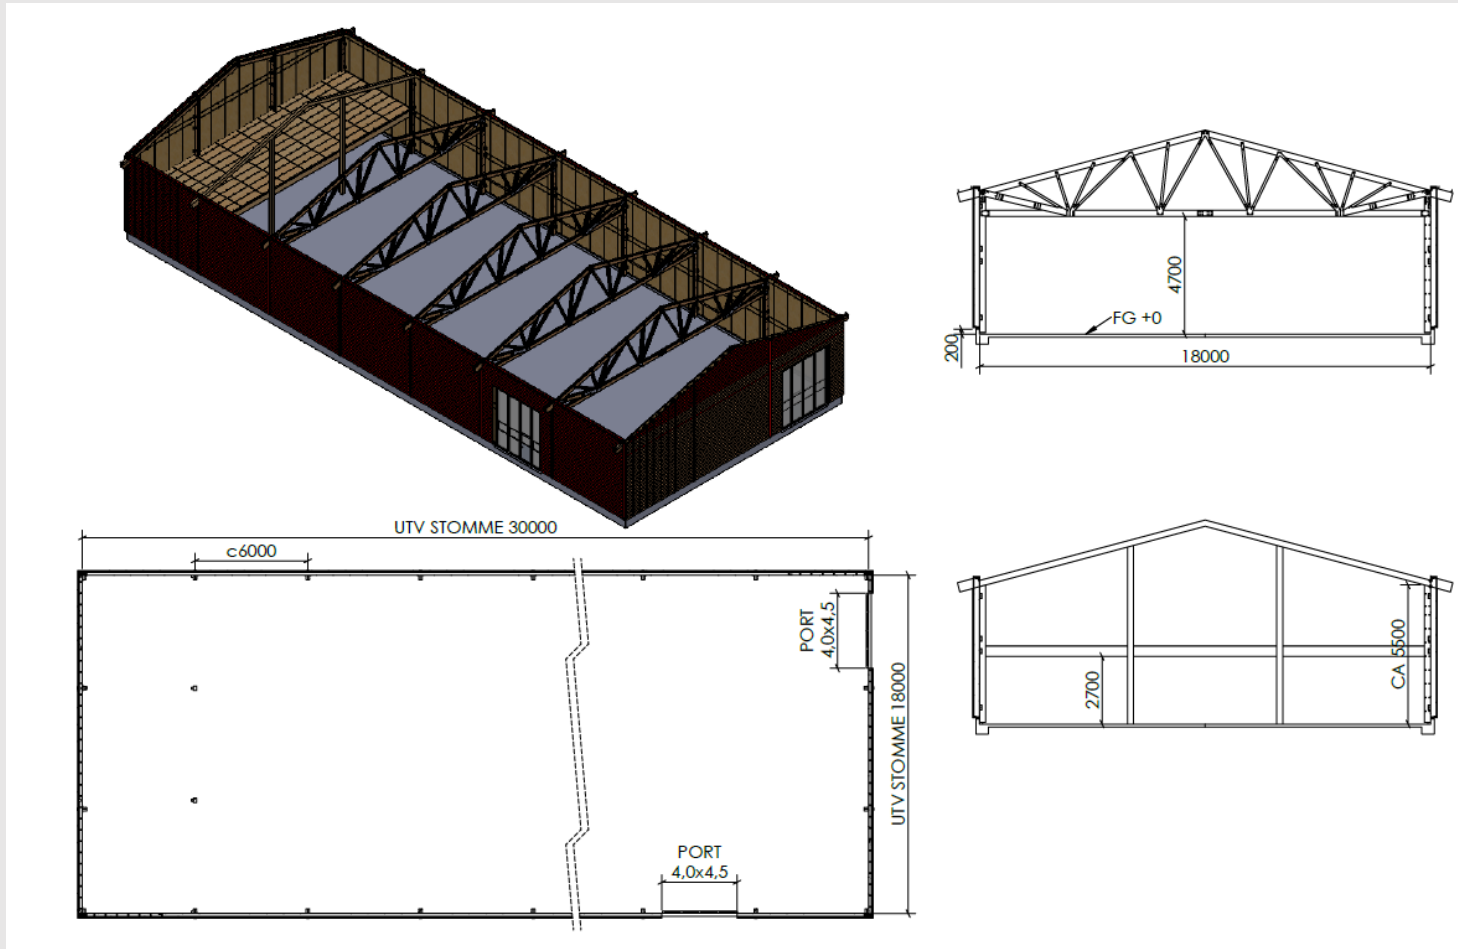 4700
FG +0
200
18000
UTV STOMME 30000
c6000
PORT
4,0x4,5
UTV STOMME 18000
PORT
4,0x4,5
2700
CA 5500